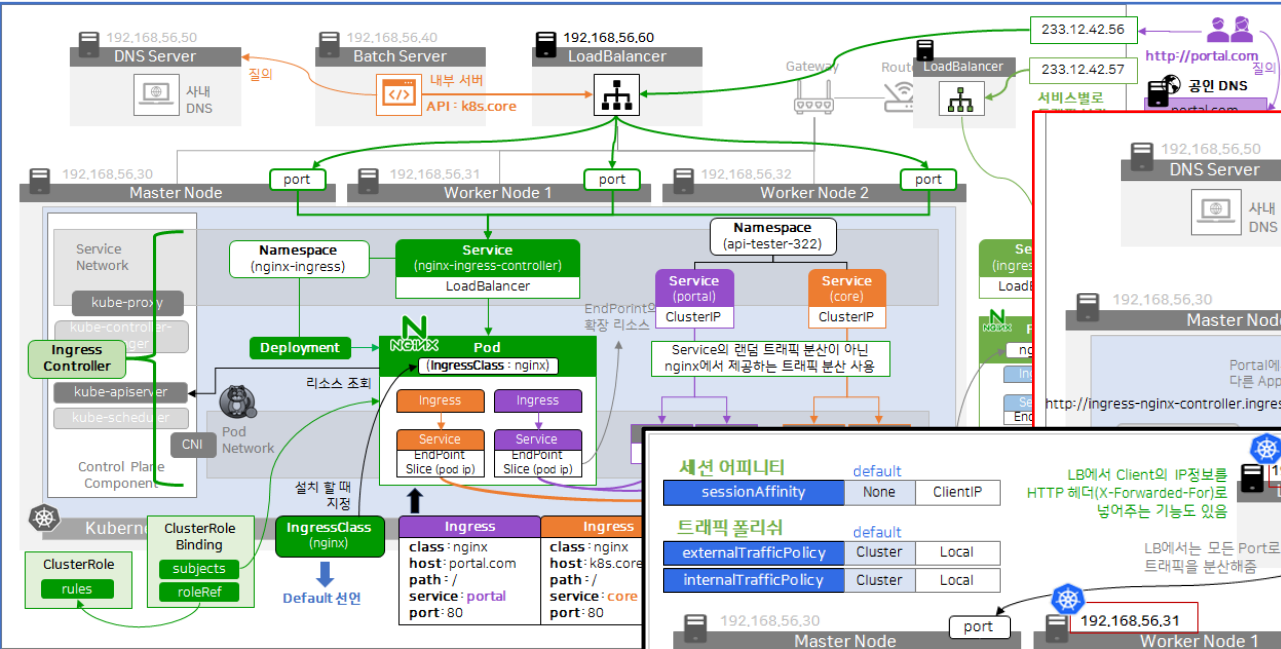 192.168.56.50
DNS Server
사내
DNS
질의
192.168.56.40
Batch Server
내부 서버
API : k8s.core
192.168.56.60
LoadBalancer
Gateway
LoadBalancer
233.12.42.56
233.12.42.57
서비스별로
http://portal.com
질의
공인 DNS
portal.com
192.168.56.30
Master Node
port
192.168.56.31
Worker Node 1
port
192.168.56.32
Worker Node 2
port
Service
Network
kube-proxy
Ingress
Controller
kube-apiserver
kube-scheduler
CNI
Pod
Network
Control Plane
Component
Namespace
(nginx-ingress)
Service
(nginx-ingress-controller)
LoadBalancer
Deployment
NGINX
Pod
(IngressClass : nginx)
리소스 조회
Ingress
Ingress
Service
EndPoint
Slice (pod ip)
Service
EndPoint
Slice (pod ip)
EndPorint의
확장 리소스
Namespace
(api-tester-322)
Service
(portal)
ClusterIP
Service
(core)
ClusterIP
Service의 랜덤 트래픽 분산이 아닌
nginx에서 제공하는 트래픽 분산 사용
설치 할 때
지정
IngressClass
(nginx)
Default 선언
ClusterRole
rules
ClusterRole
Binding
subjects
roleRef
Ingress
class : nginx
host : portal.com
path : /
service : portal
port : 80
Ingress
class : nginx
host : k8s.core
path : /
service : core
port : 80
NGINX
192.168.56.50
DNS Server
사내
DNS
192.168.56.30
세션 어피니티
default
sessionAffinity
None
ClientIP
트래픽 폴리쉬
default
externalTrafficPolicy
Cluster
Local
internalTrafficPolicy
Cluster
Local
LB에서 Client의 IP정보를
HTTP 헤더(X-Forwarded-For)로
넣어주는 기능도 있음
LB에서는 모든 Port로
트래픽을 분산해줌
192.168.56.30
Master Node
port
192.168.56.31
Worker Node 1